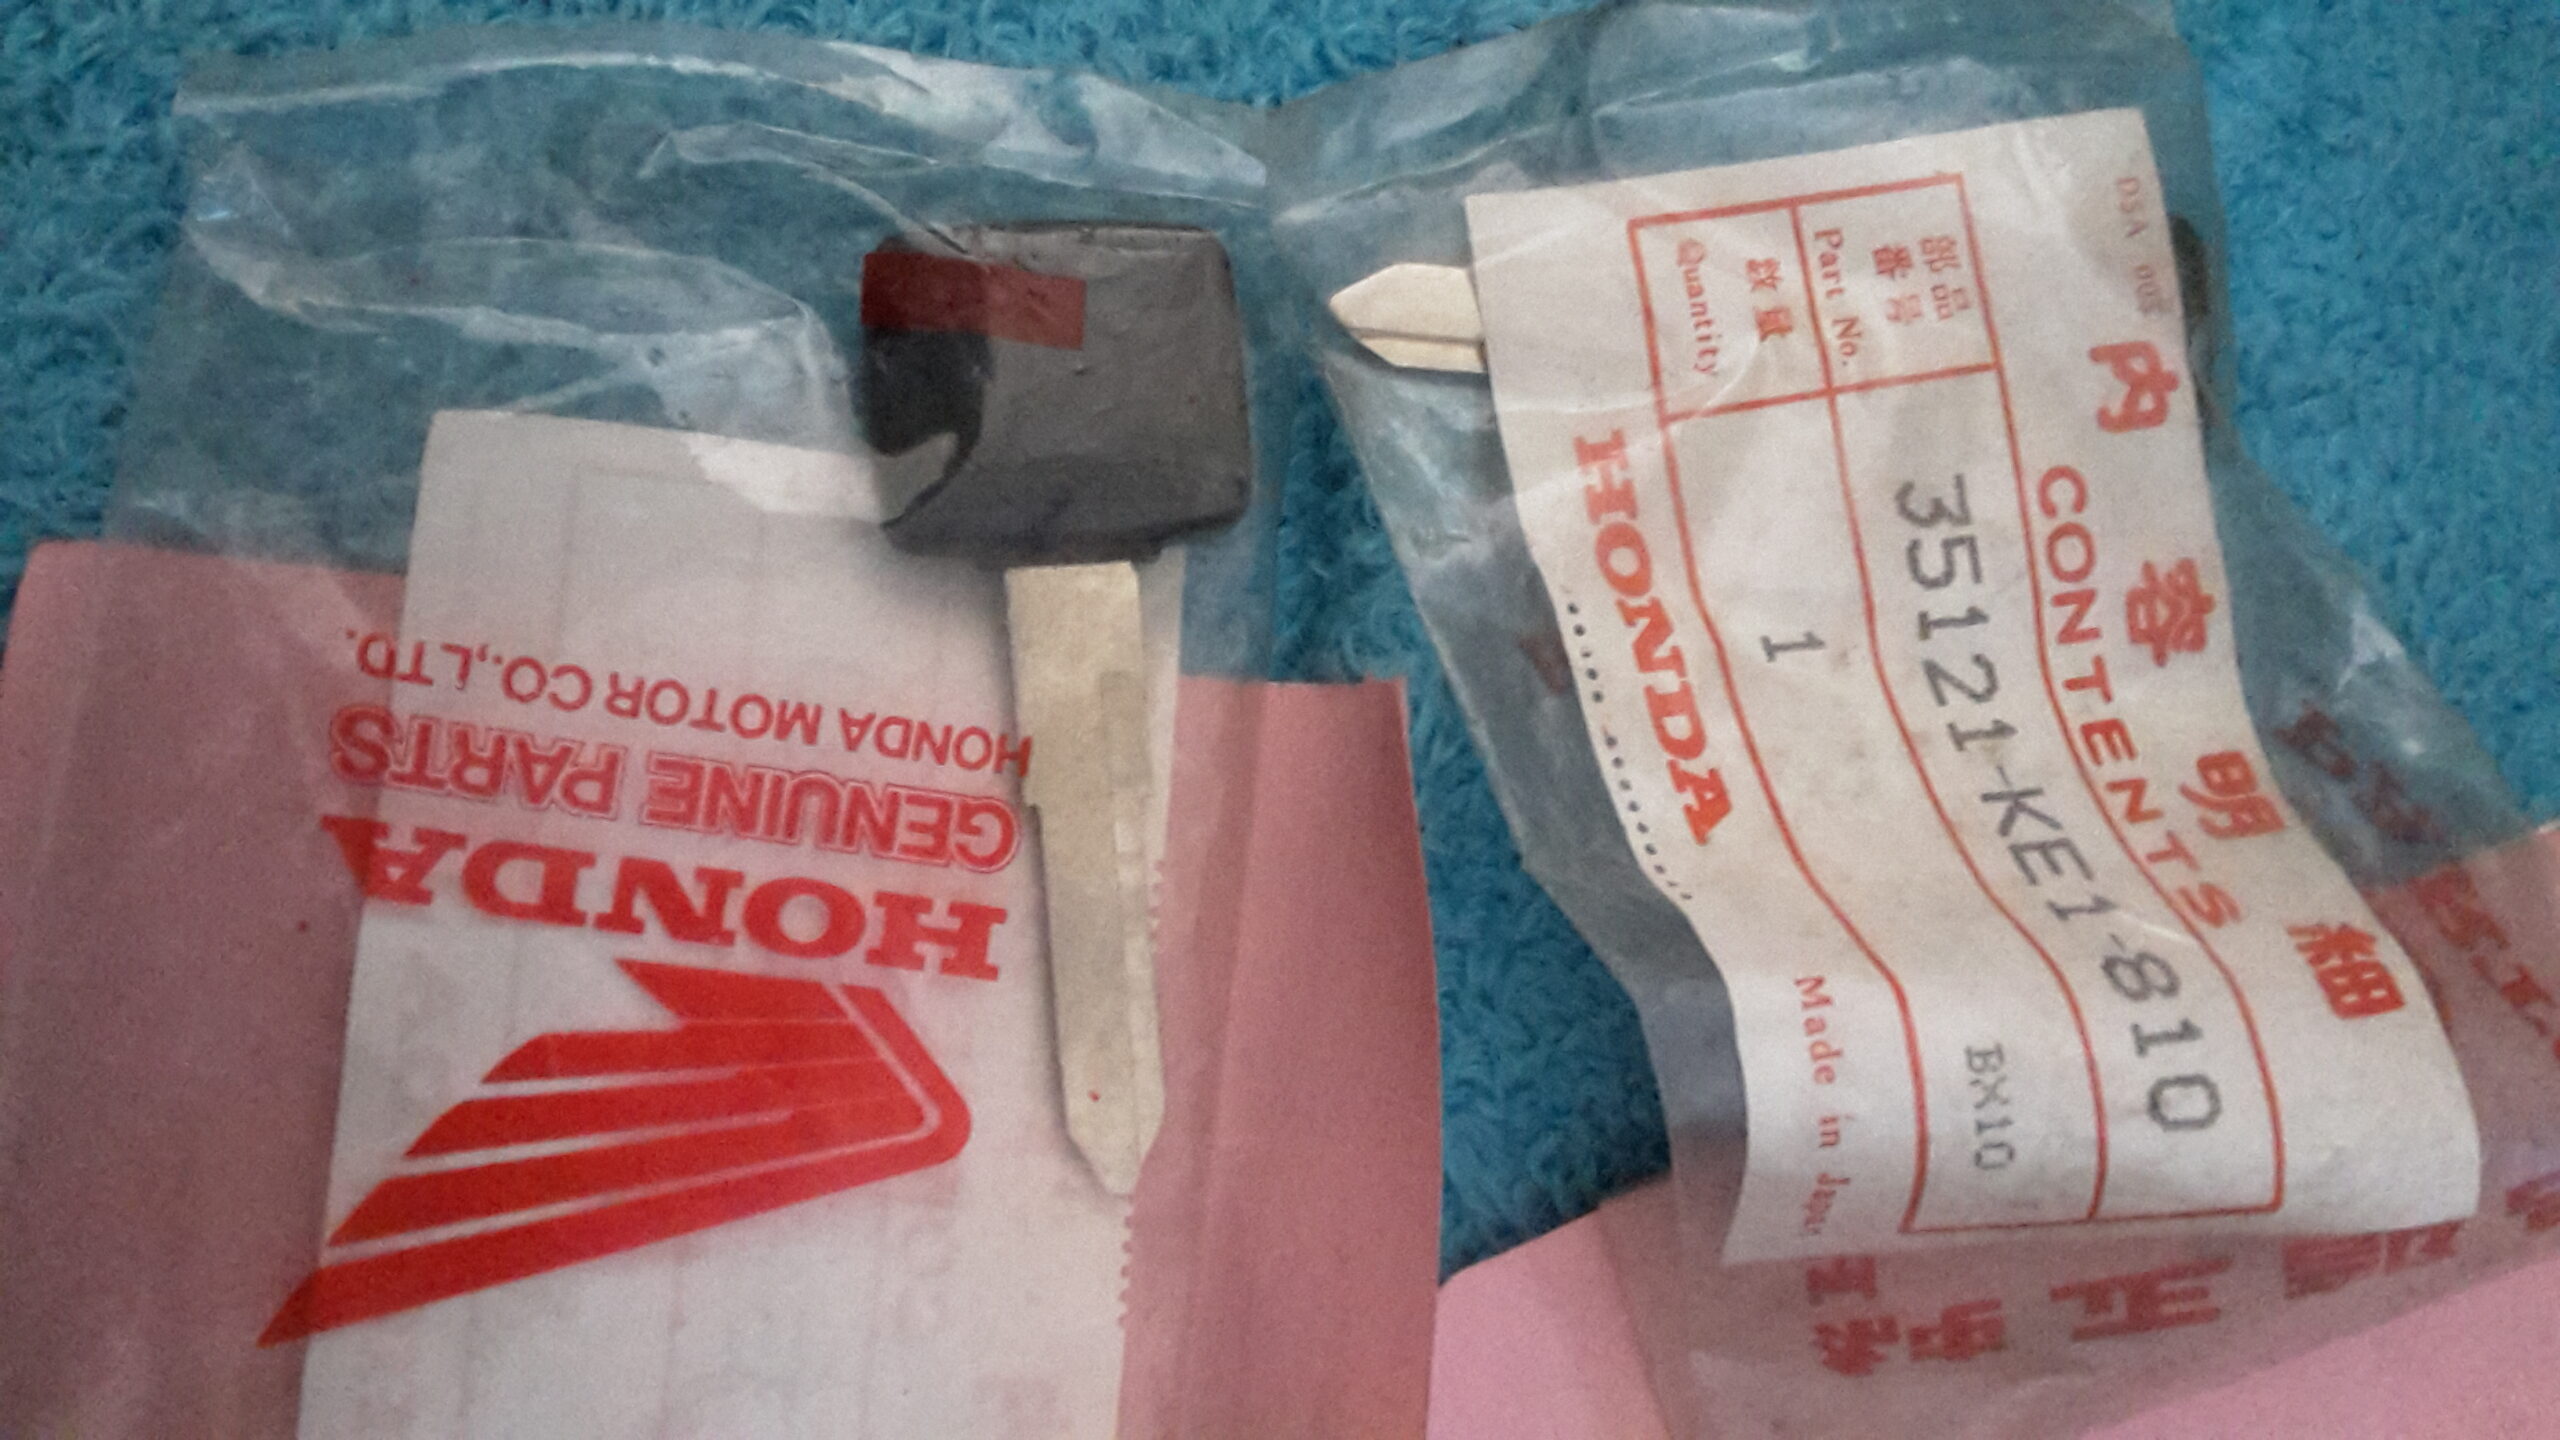 HONDA
GENUINE PARTS
HONDA MOTOR CO.,LTD.
内容明細
CONTENTS
部品番号
Part No.
35121-KE1-810
数量
Quantity
1
BX10
HONDA
Made in Japan